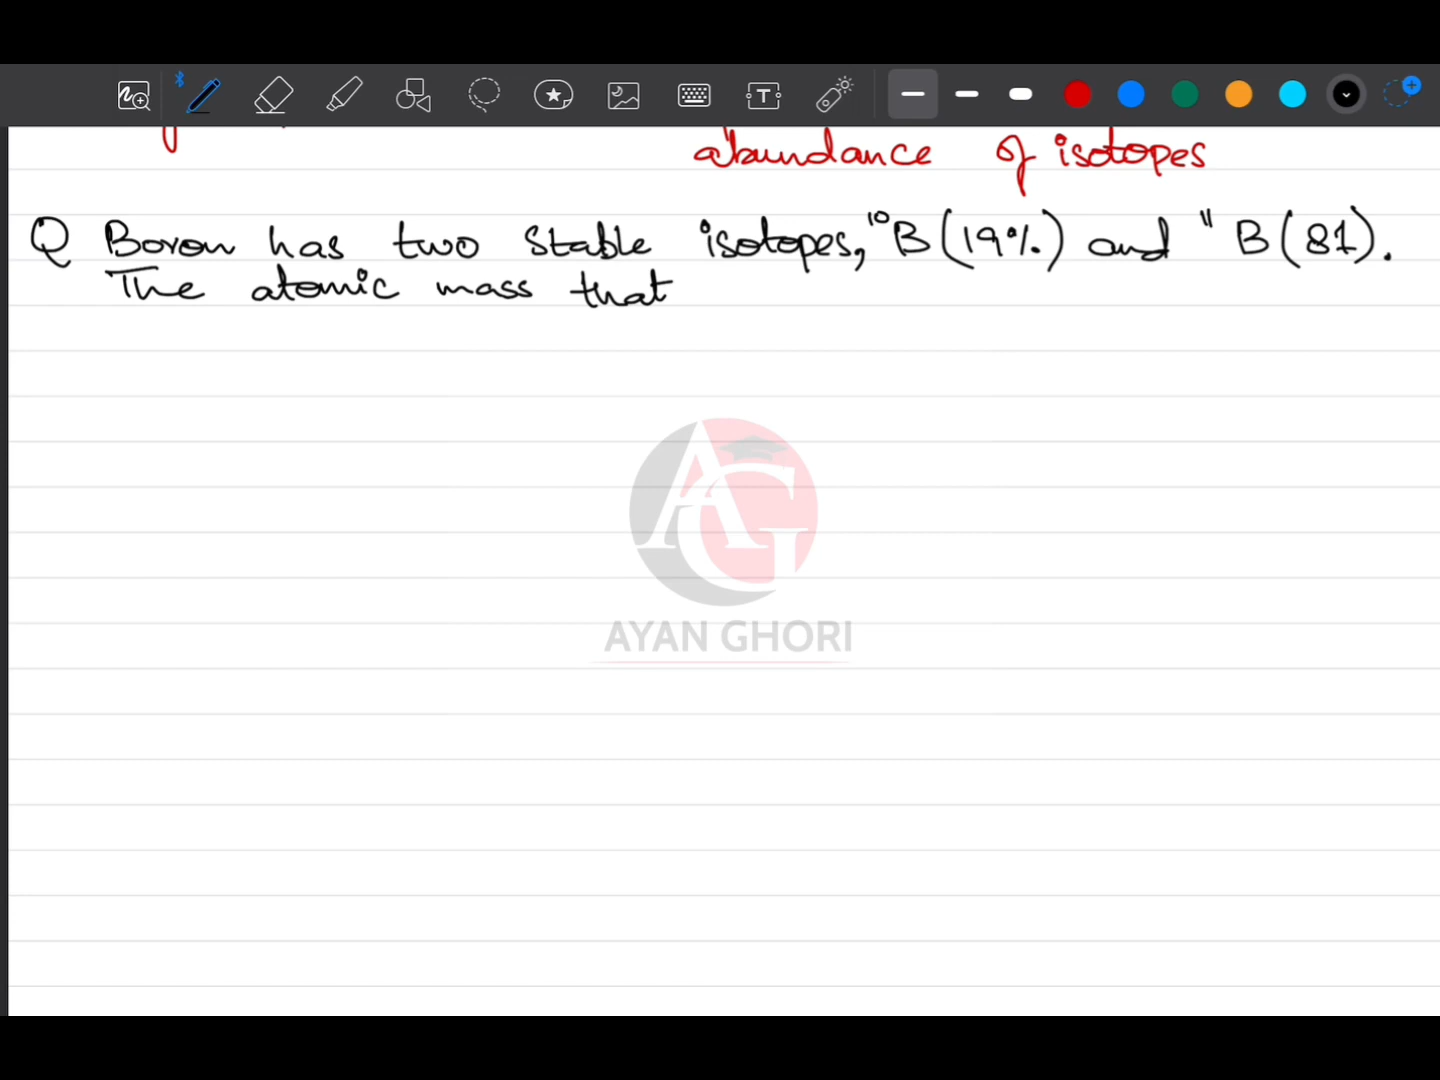 abundance of isotopes
Q Boron has two stable isotopes, ¹⁰B (19%) and ¹¹B (81).
The atomic mass that
AYAN GHORI